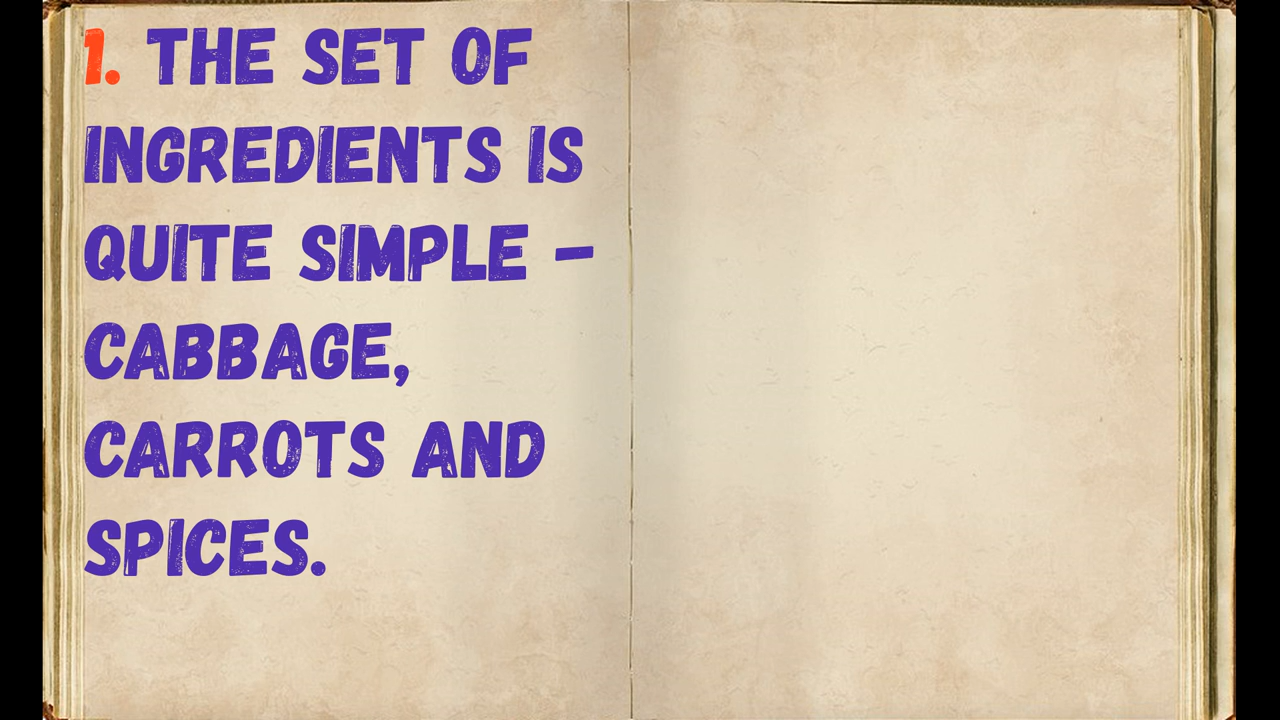 1. THE SET OF
INGREDIENTS IS
QUITE SIMPLE –
CABBAGE,
CARROTS AND
SPICES.